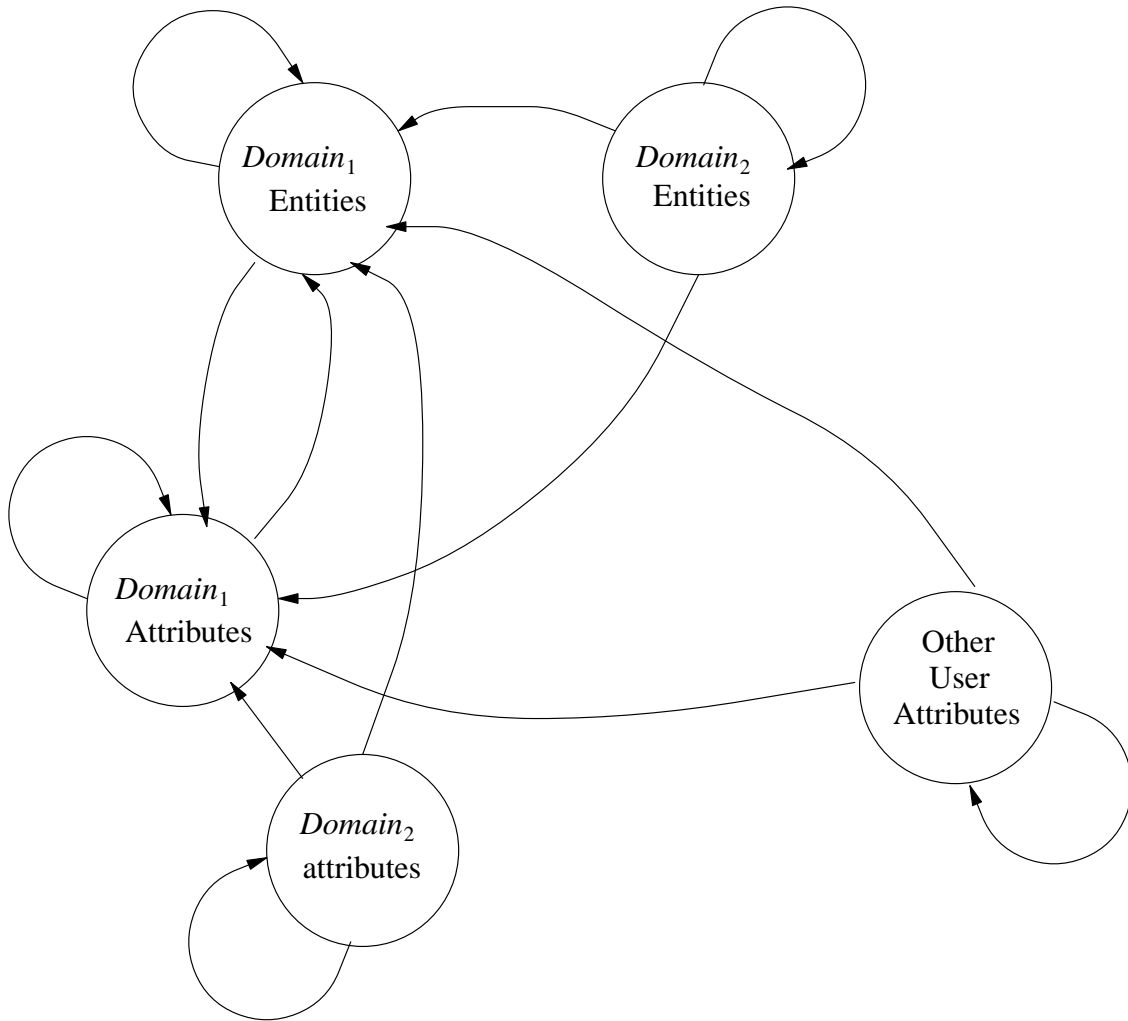 Domain₁
Entities
Domain₂
Entities
Domain₁
Attributes
Other
User
Attributes
Domain₂
attributes